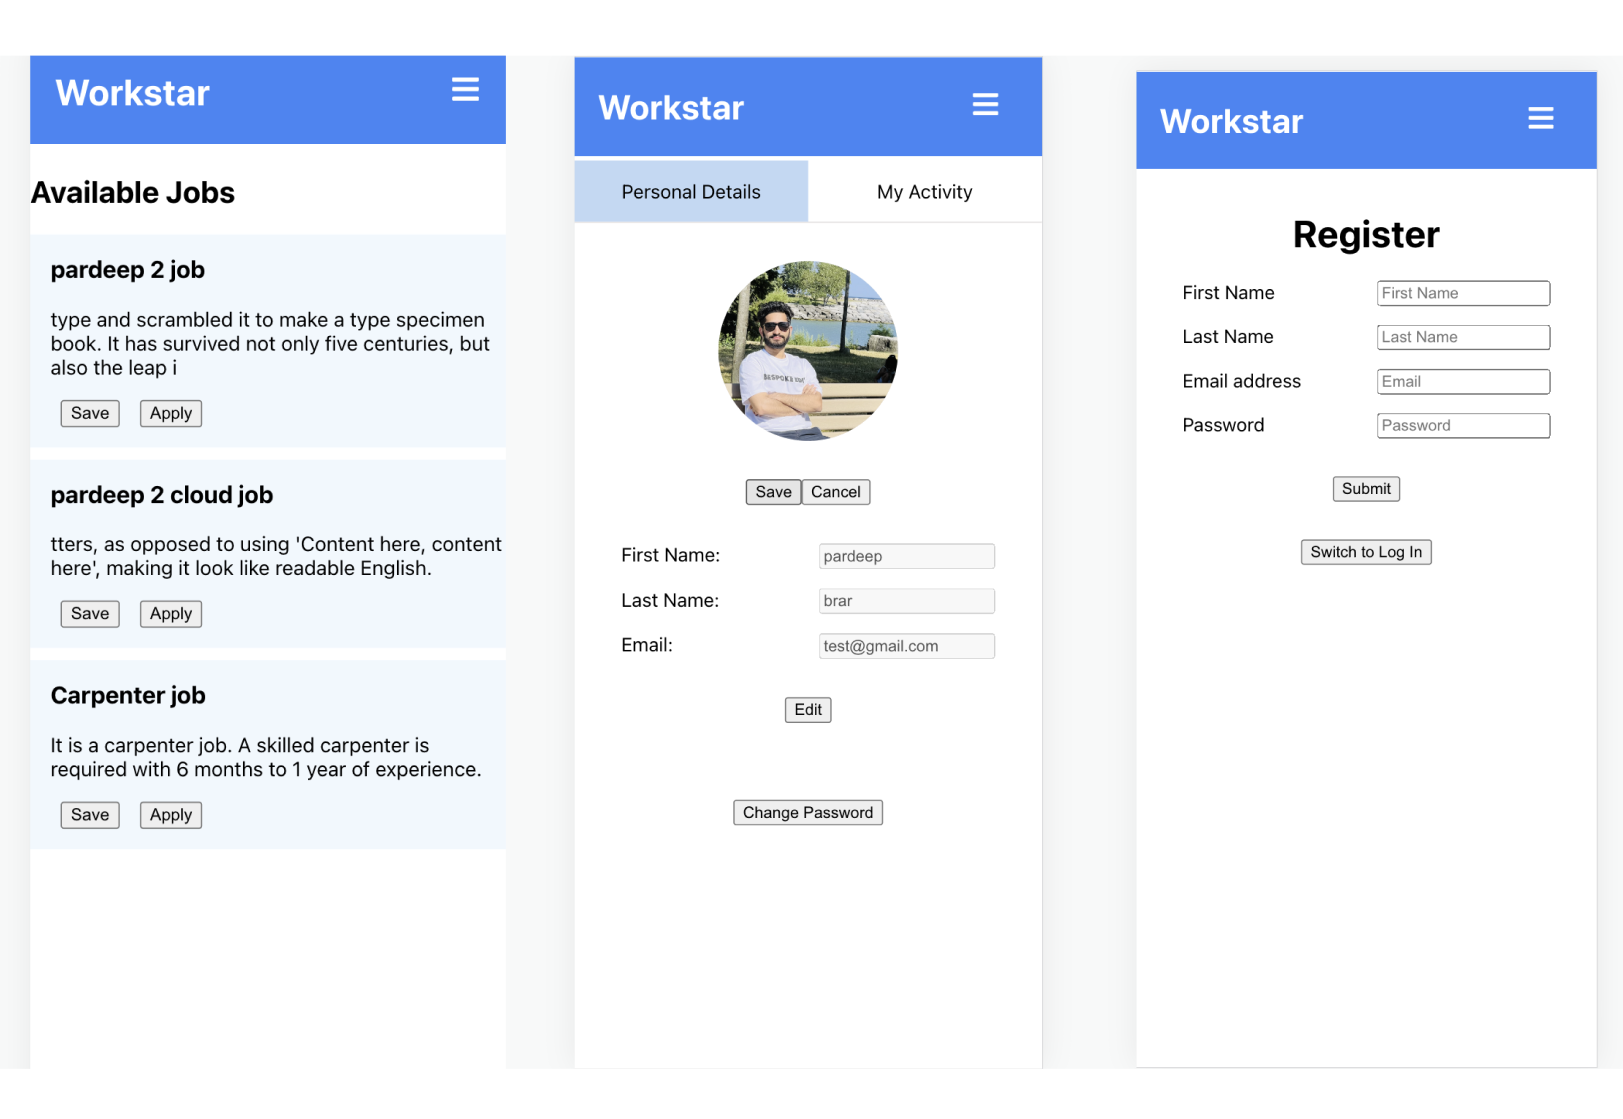 Workstar
Available Jobs
pardeep 2 job
type and scrambled it to make a type specimen
book. It has survived not only five centuries, but
also the leap i
Save Apply
pardeep 2 cloud job
tters, as opposed to using 'Content here, content
here', making it look like readable English.
Save Apply
Carpenter job
It is a carpenter job. A skilled carpenter is
required with 6 months to 1 year of experience.
Save Apply
Workstar
Personal Details My Activity
BESPOKE
Save Cancel
First Name: pardeep
Last Name: brar
Email: test@gmail.com
Edit
Change Password
Workstar
Register
First Name First Name
Last Name Last Name
Email address Email
Password Password
Submit
Switch to Log In